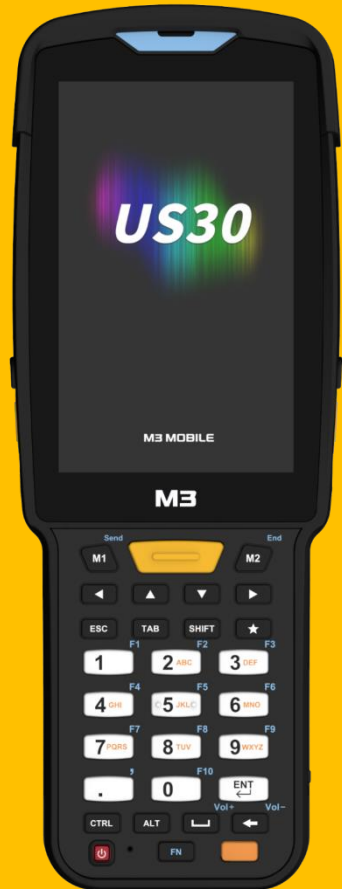 US30
M3 MOBILE
M3
Send End
M1 M2
ESC TAB SHIFT ★
F1 F2 F3
1 2 ABC 3 DEF
F4 F5 F6
4 GHI 5 JKL 6 MNO
F7 F8 F9
7 PQRS 8 TUV 9 WXYZ
, F10
. 0 ENT
Vol+ Vol-
CTRL ALT
FN